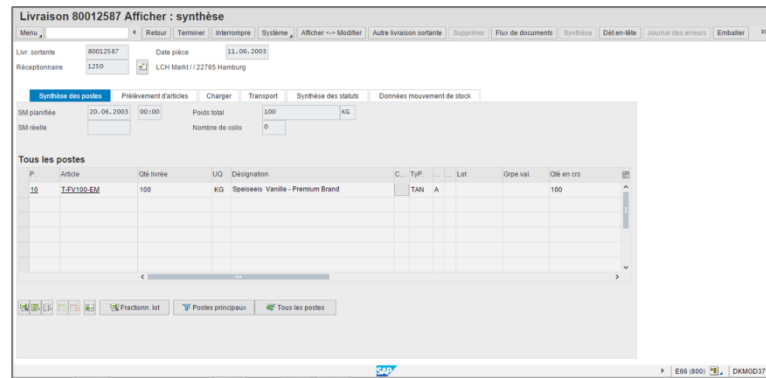 Livraison 80012587 Afficher : synthèse
Menu Retour Terminer Interrompre Système Afficher <-> Modifier Autre livraison sortante Supprimer Flux de documents Synthèse Dét.en-tête Journal des erreurs Emballer
Livr. sortante 80012587 Date pièce 11.06.2003
Réceptionnaire 1250 LCH Markt / / 22765 Hamburg
Synthèse des postes Prélèvement d'articles Charger Transport Synthèse des statuts Données mouvement de stock
SM planifiée 20.06.2003 00:00 Poids total 100 KG
SM réelle Nombre de colis 0
Tous les postes
P. Article Qté livrée UQ Désignation C... TyP. ... ... Lot Grpe val. Qté en crs
10 T-FV100-EM 100 KG Speiseeis Vanille - Premium Brand TAN A 100
Fractionn. lot Postes principaux Tous les postes
SAP E66 (800) DKMGD37